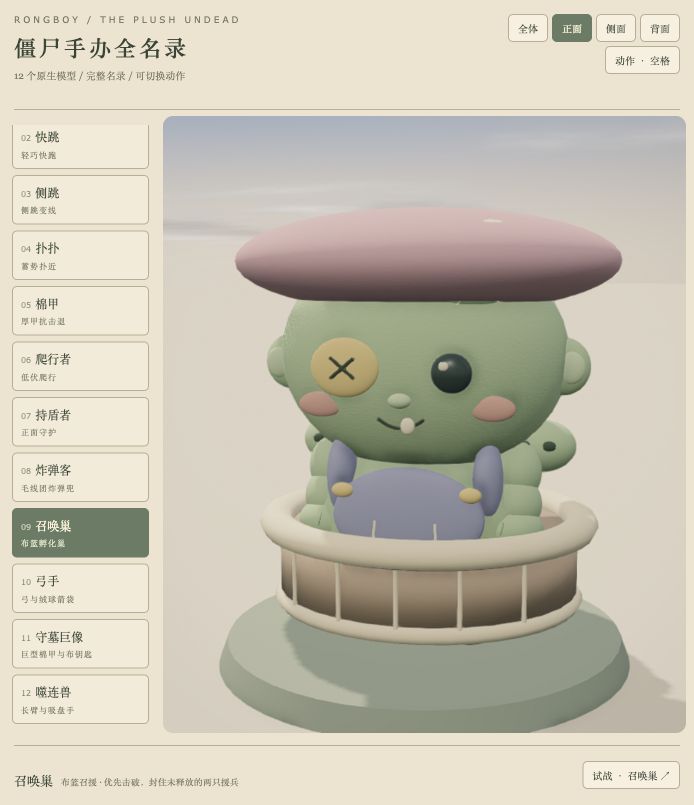 RONGBOY / THE PLUSH UNDEAD
僵尸手办全名录
12 个原生模型 / 完整名录 / 可切换动作
全体
正面
侧面
背面
动作 · 空格
02 快跳
轻巧快跑
03 侧跳
侧跳变线
04 扑扑
蓄势扑近
05 棉甲
厚甲抗击退
06 爬行者
低伏爬行
07 持盾者
正面守护
08 炸弹客
毛线团炸弹兜
09 召唤巢
布篮孵化巢
10 弓手
弓与绒球箭袋
11 守墓巨像
巨型棉甲与布钥匙
12 噬连兽
长臂与吸盘手
召唤巢 布篮召援 · 优先击破，封住未释放的两只援兵
试战 · 召唤巢 ↗